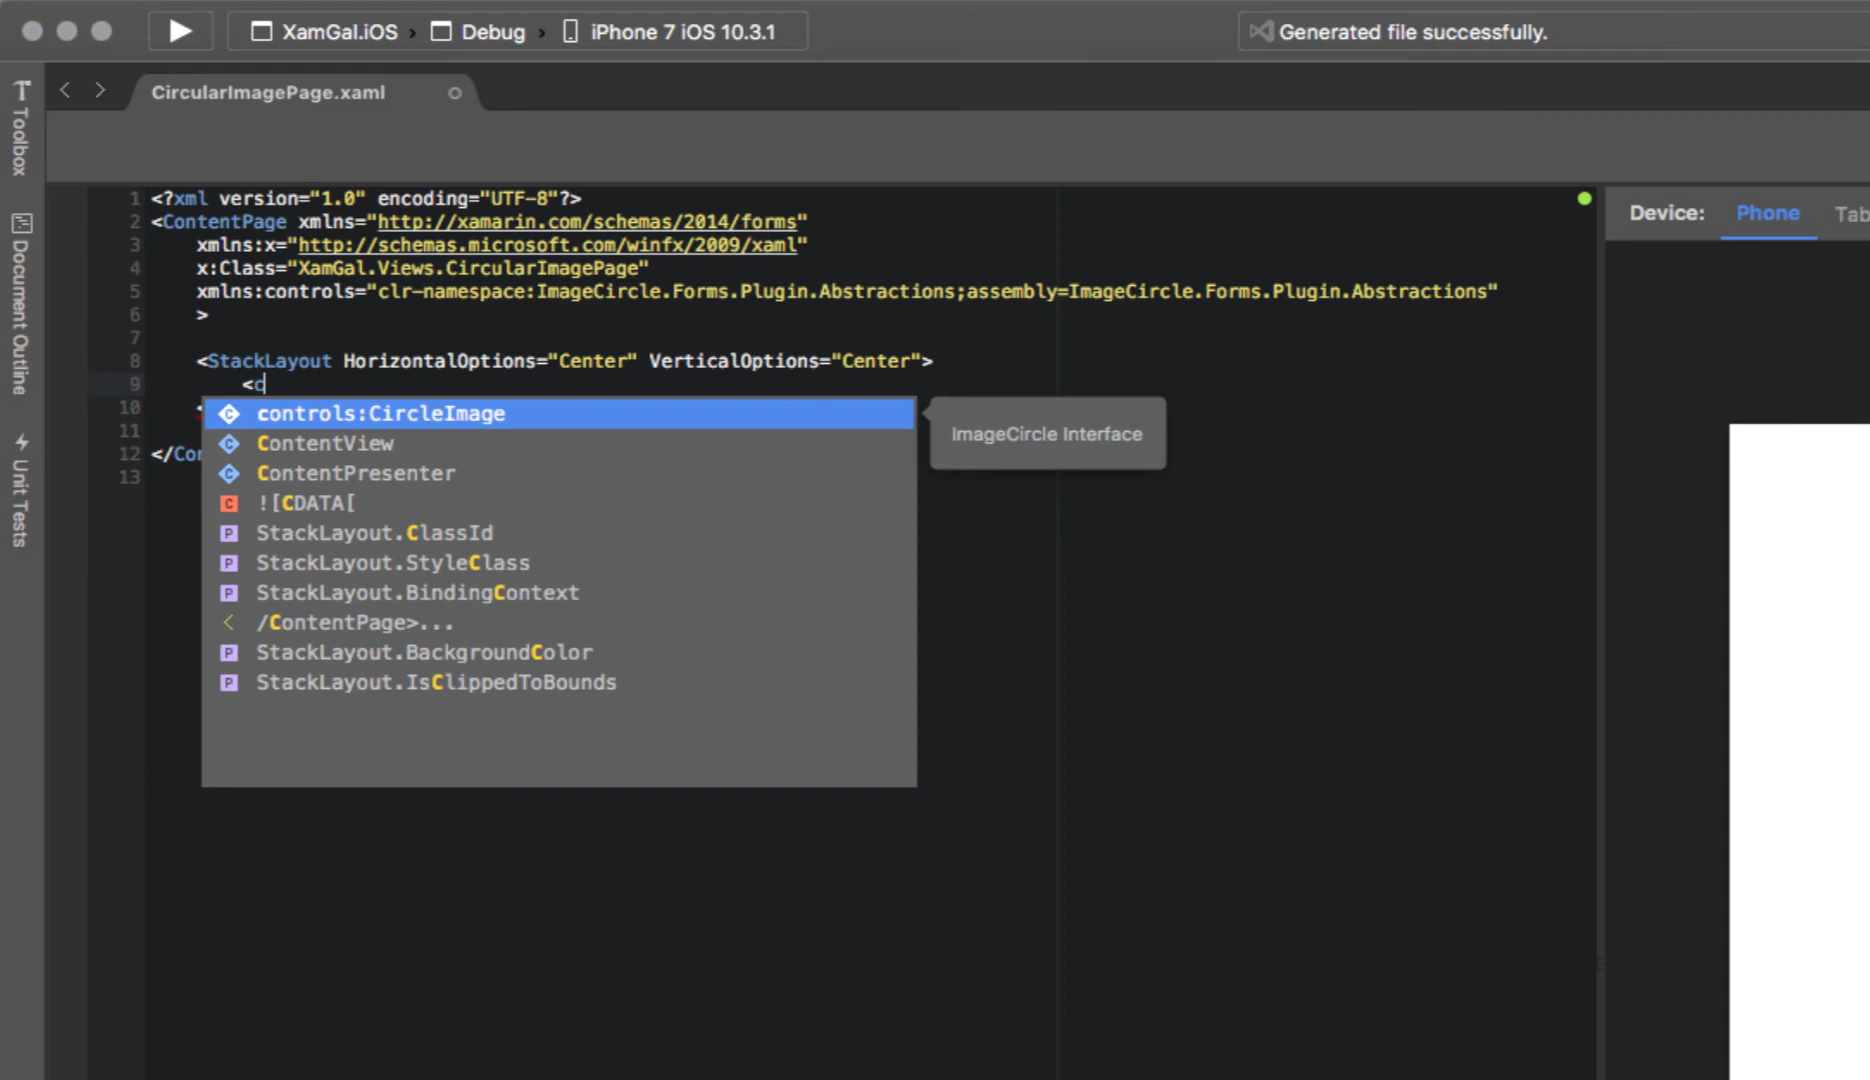 XamGal.iOS › Debug › iPhone 7 iOS 10.3.1
Generated file successfully.
CircularImagePage.xaml
Toolbox
Document Outline
Unit Tests
Device: Phone Tab
1 <?xml version="1.0" encoding="UTF-8"?>
2 <ContentPage xmlns="http://xamarin.com/schemas/2014/forms"
3 xmlns:x="http://schemas.microsoft.com/winfx/2009/xaml"
4 x:Class="XamGal.Views.CircularImagePage"
5 xmlns:controls="clr-namespace:ImageCircle.Forms.Plugin.Abstractions;assembly=ImageCircle.Forms.Plugin.Abstractions"
6 >
7
8 <StackLayout HorizontalOptions="Center" VerticalOptions="Center">
9 <c
10 <
11
12 </Con
13
controls:CircleImage
ImageCircle Interface
ContentView
ContentPresenter
![CDATA[
StackLayout.ClassId
StackLayout.StyleClass
StackLayout.BindingContext
/ContentPage>...
StackLayout.BackgroundColor
StackLayout.IsClippedToBounds